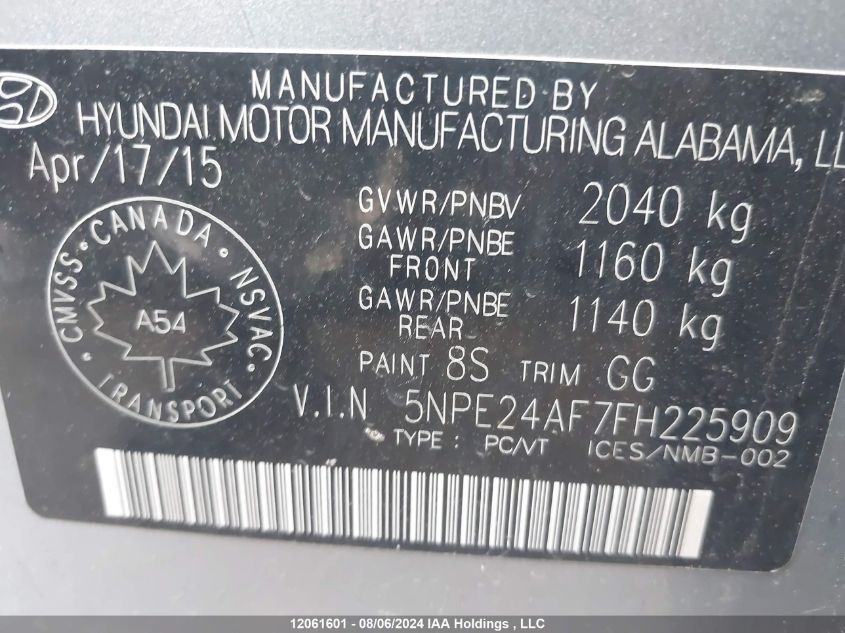 MANUFACTURED BY
HYUNDAI MOTOR MANUFACTURING ALABAMA, LL
Apr/17/15
GVWR/PNBV 2040 kg
GAWR/PNBE FRONT 1160 kg
GAWR/PNBE REAR 1140 kg
PAINT 8S TRIM GG
V.I.N 5NPE24AF7FH225909
TYPE : PC/VT ICES/NMB-002
CMVSS • CANADA • NSVAC • TRANSPORT •
A54
12061601 - 08/06/2024 IAA Holdings , LLC